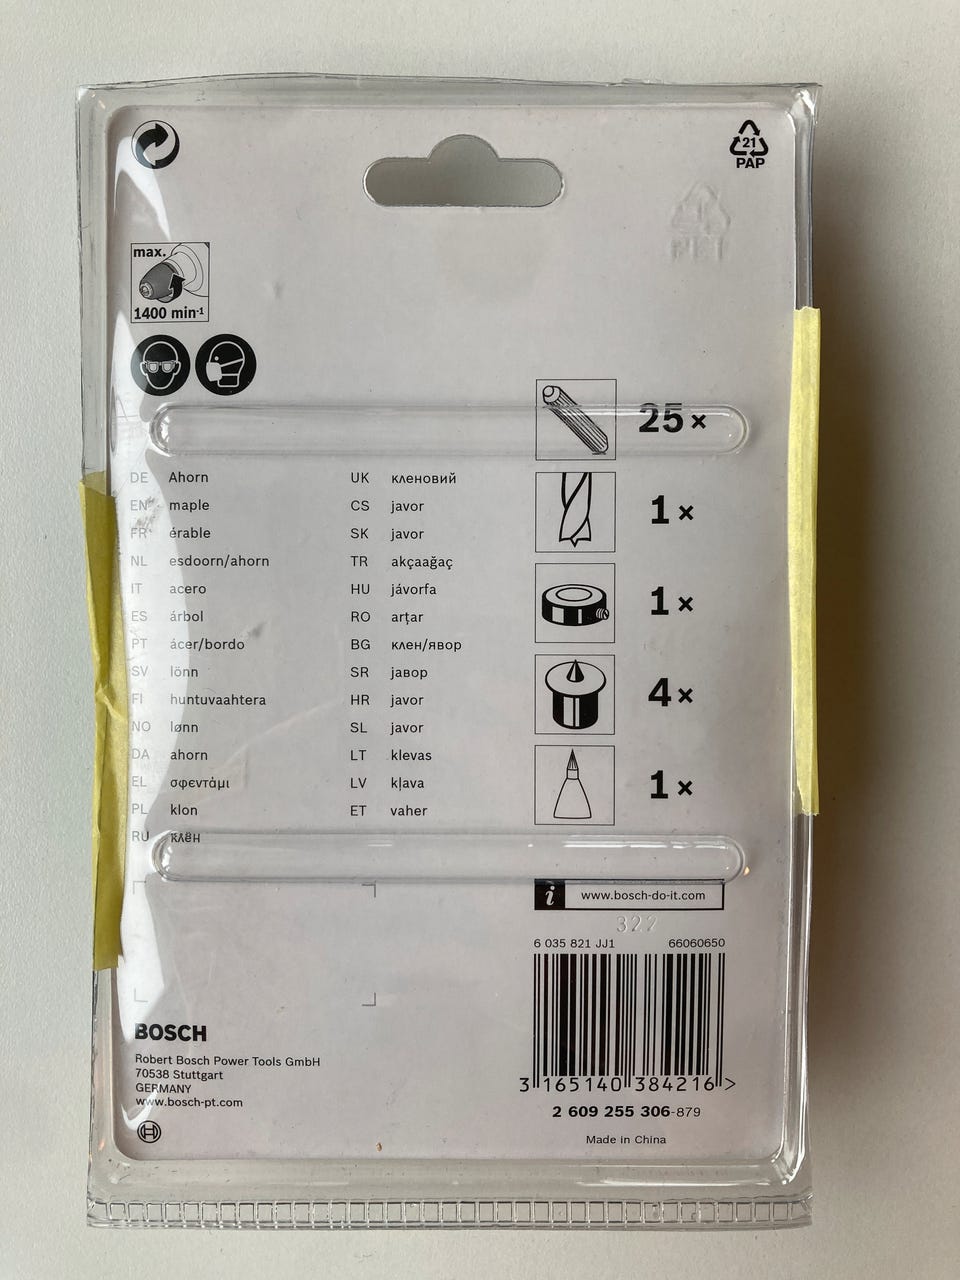 21
PAP
PET
max.
1400 min-1
25 ×
1 ×
1 ×
4 ×
1 ×
DE Ahorn
EN maple
FR érable
NL esdoorn/ahorn
IT acero
ES árbol
PT ácer/bordo
SV lönn
FI huntuvaahtera
NO lønn
DA ahorn
EL σφεντάμι
PL klon
RU клён
UK кленовий
CS javor
SK javor
TR akçaağaç
HU jávorfa
RO arțar
BG клен/явор
SR јавор
HR javor
SL javor
LT klevas
LV kļava
ET vaher
i www.bosch-do-it.com
322
6 035 821 JJ1 66060650
3 165140 384216 >
2 609 255 306-879
Made in China
BOSCH
Robert Bosch Power Tools GmbH
70538 Stuttgart
GERMANY
www.bosch-pt.com